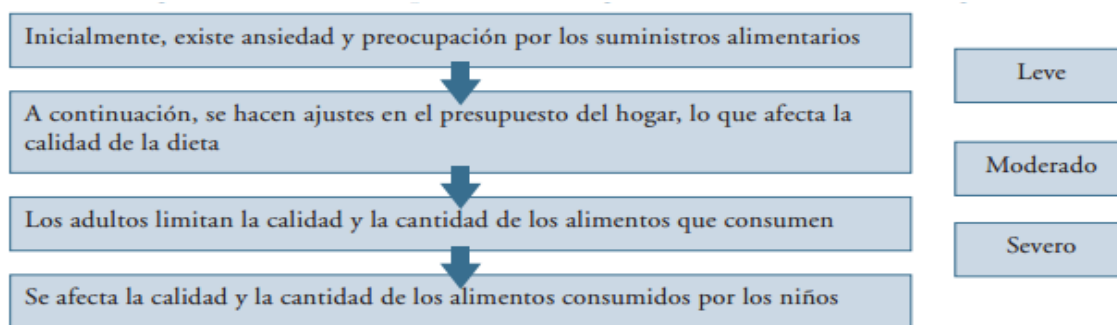 Inicialmente, existe ansiedad y preocupación por los suministros alimentarios
A continuación, se hacen ajustes en el presupuesto del hogar, lo que afecta la
calidad de la dieta
Los adultos limitan la calidad y la cantidad de los alimentos que consumen
Se afecta la calidad y la cantidad de los alimentos consumidos por los niños
Leve
Moderado
Severo